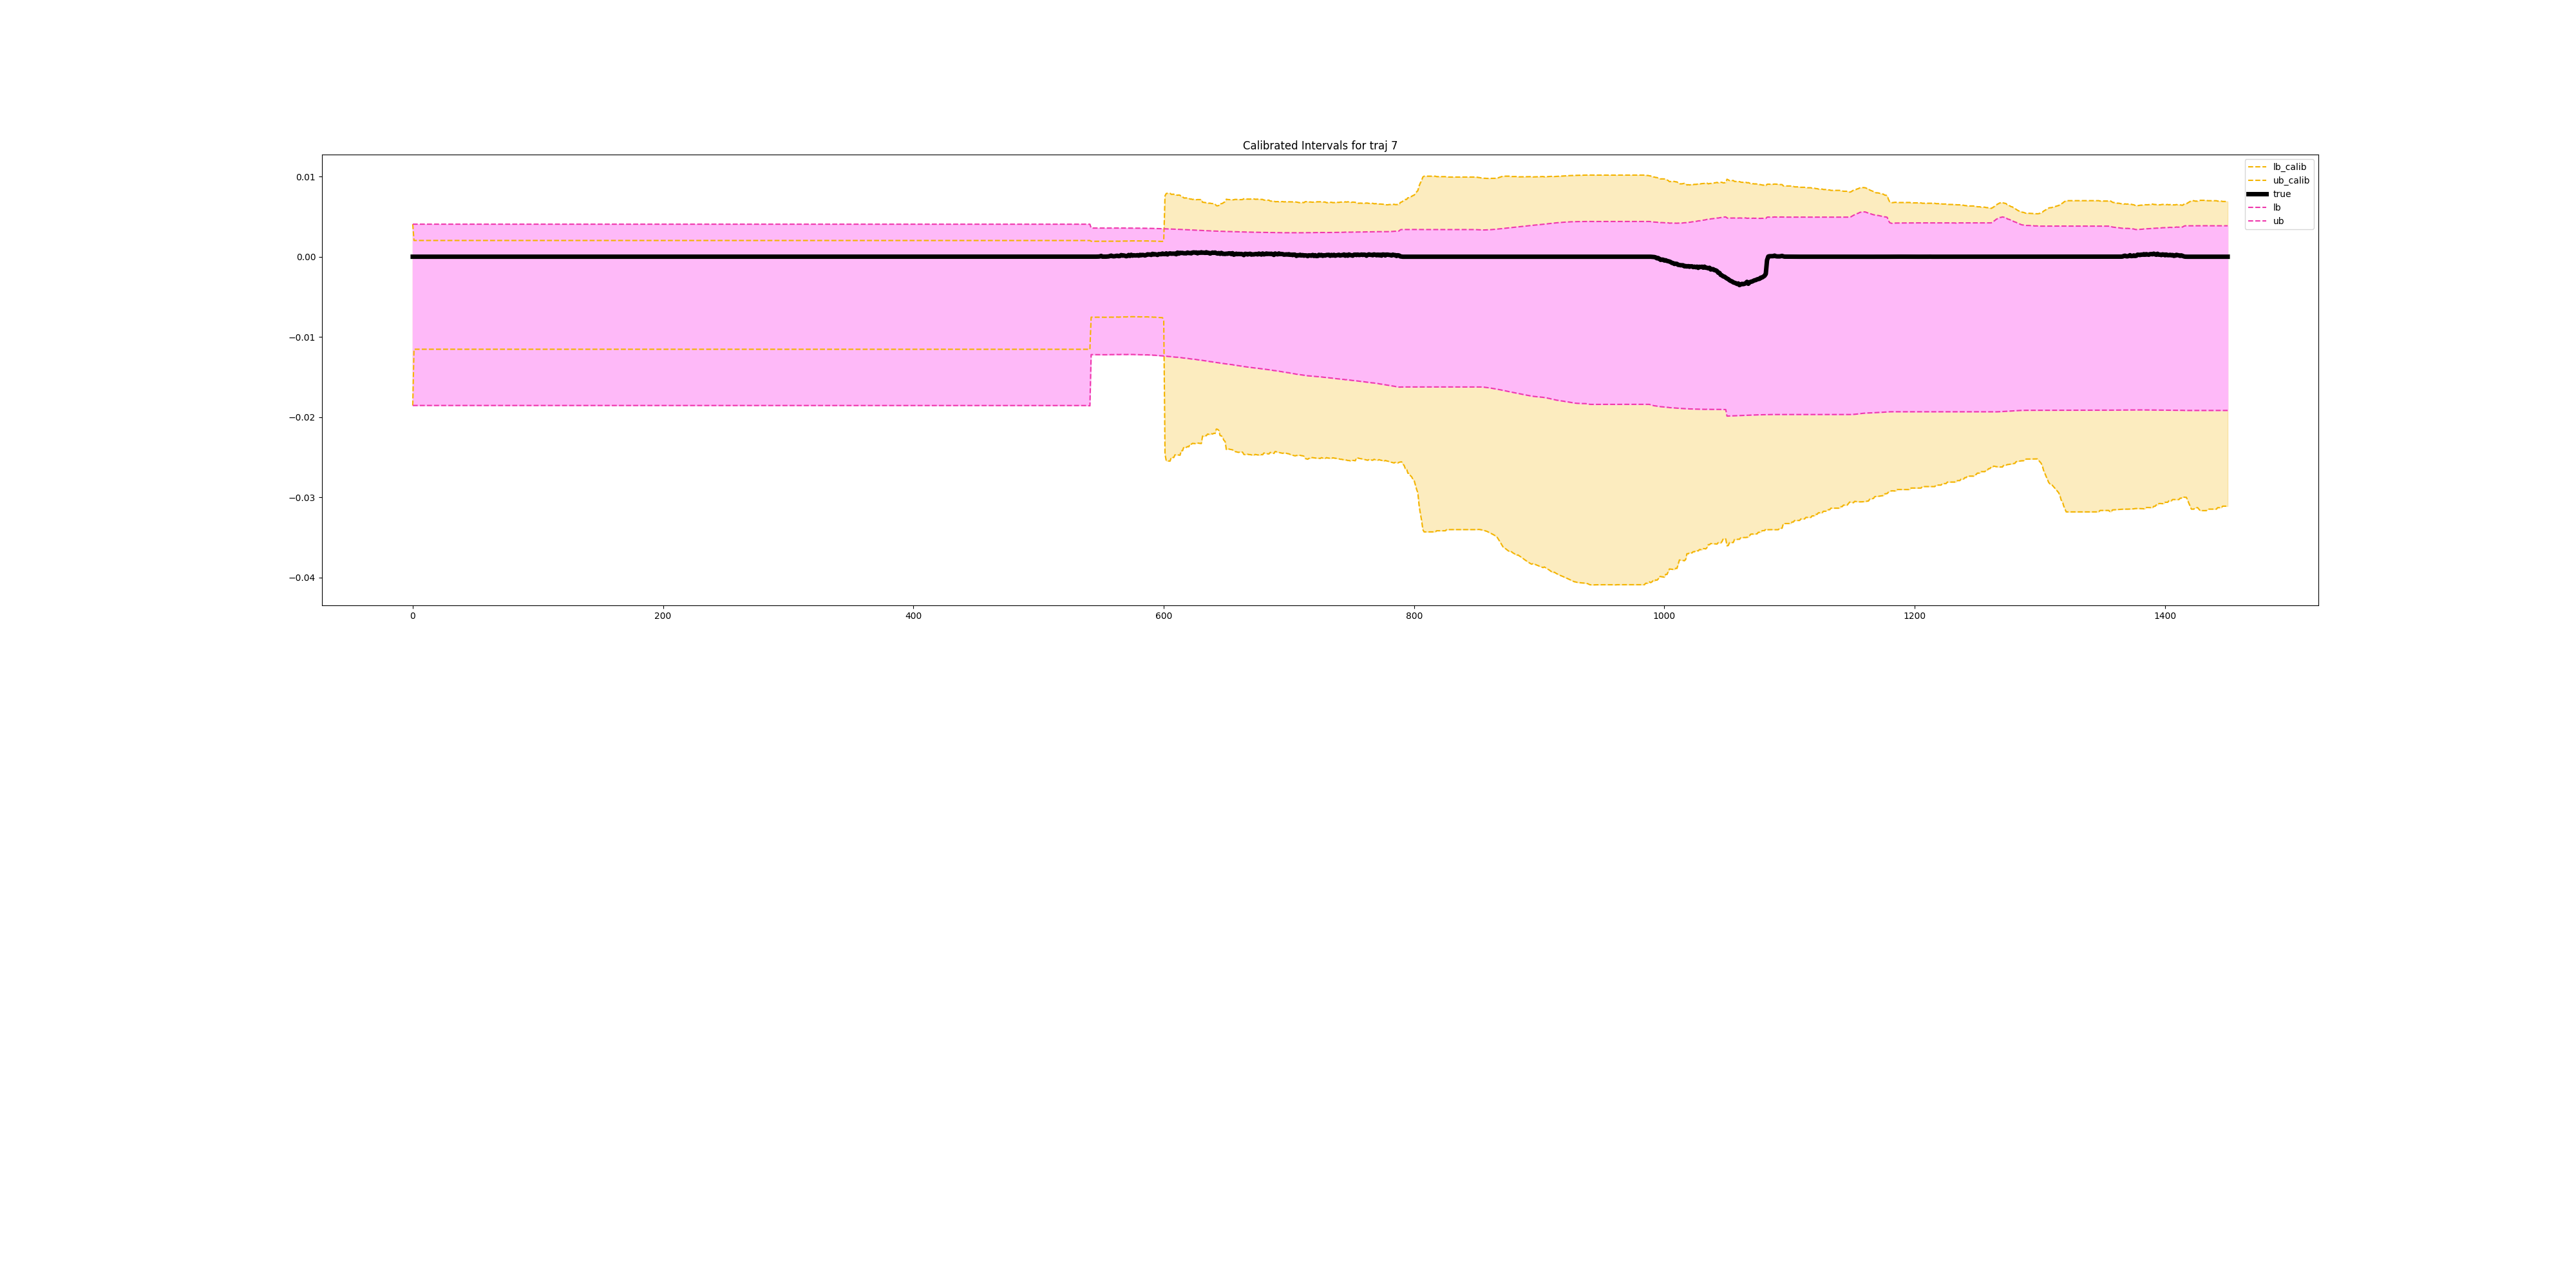 Calibrated Intervals for traj 7
lb_calib
ub_calib
true
lb
ub
0.01
0.00
−0.01
−0.02
−0.03
−0.04
0 200 400 600 800 1000 1200 1400